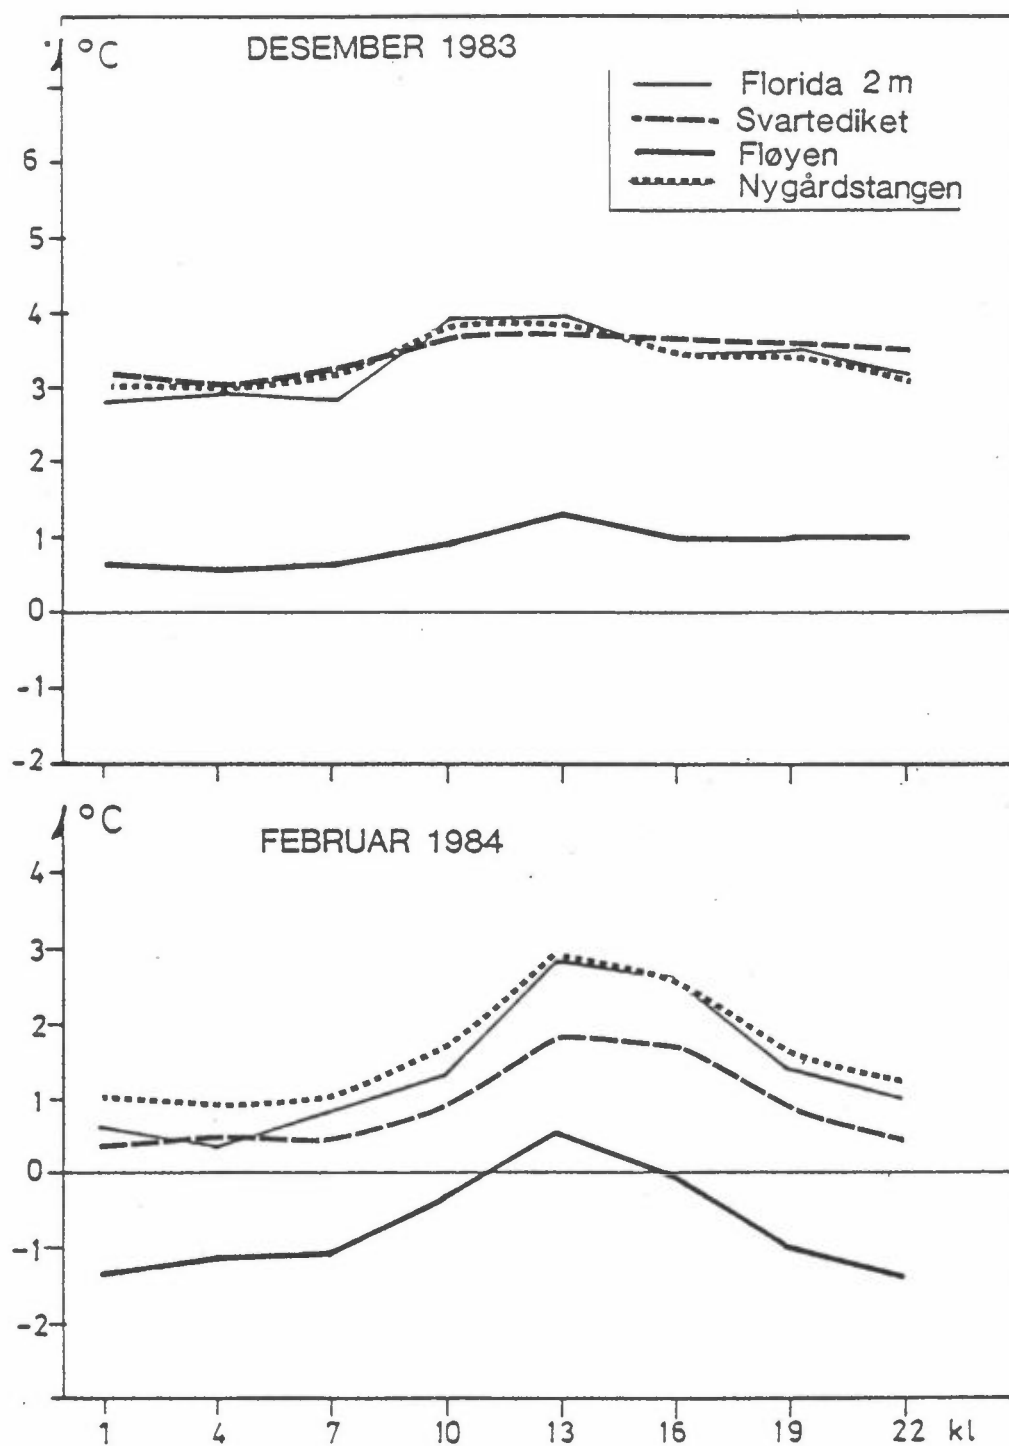 °C
DESEMBER 1983
Florida 2 m
Svartediket
Fløyen
Nygårdstangen
6
5
4
3
2
1
0
-1
-2
°C
FEBRUAR 1984
4
3
2
1
0
-1
-2
1 4 7 10 13 16 19 22 kl